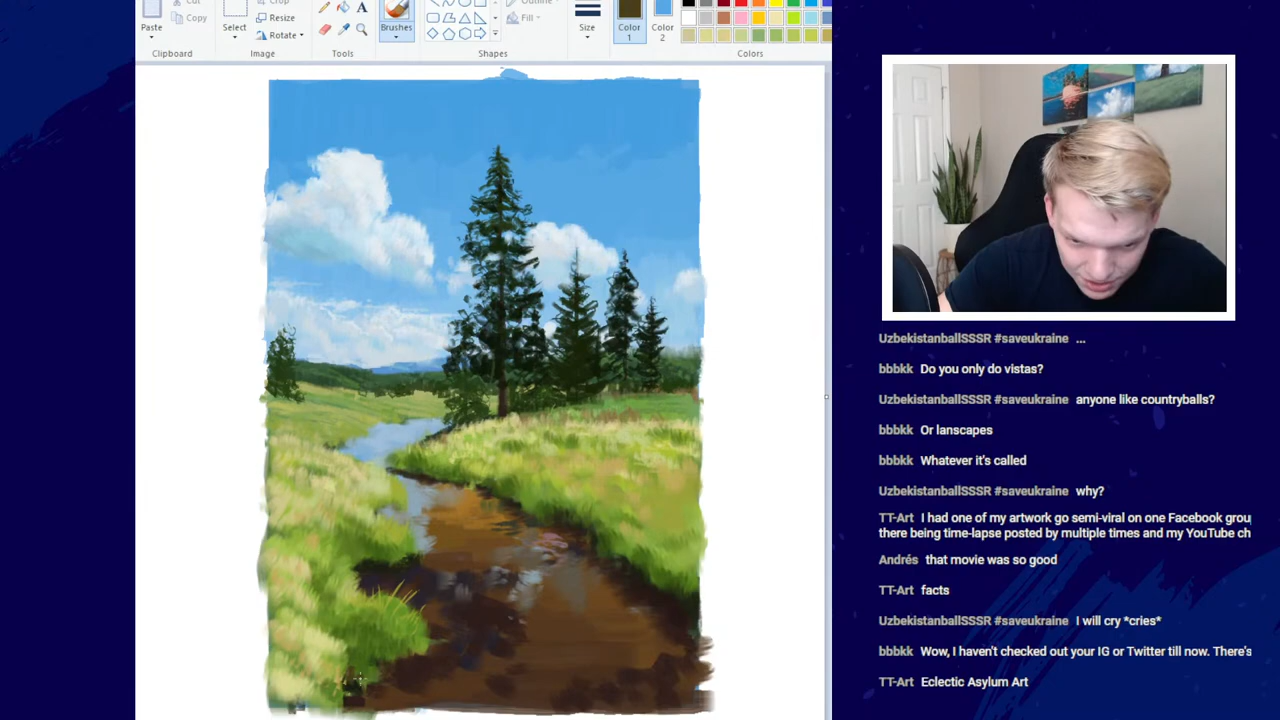 Cut
Crop
Paste
Copy
Select
Resize
Rotate
A
Brushes
Outline
Fill
Size
Color
1
Color
2
Clipboard
Image
Tools
Shapes
Colors
UzbekistanballSSSR #saveukraine ...
bbbkk Do you only do vistas?
UzbekistanballSSSR #saveukraine anyone like countryballs?
bbbkk Or lanscapes
bbbkk Whatever it's called
UzbekistanballSSSR #saveukraine why?
TT-Art I had one of my artwork go semi-viral on one Facebook grou
there being time-lapse posted by multiple times and my YouTube ch
Andrés that movie was so good
TT-Art facts
UzbekistanballSSSR #saveukraine I will cry *cries*
bbbkk Wow, I haven't checked out your IG or Twitter till now. There's
TT-Art Eclectic Asylum Art